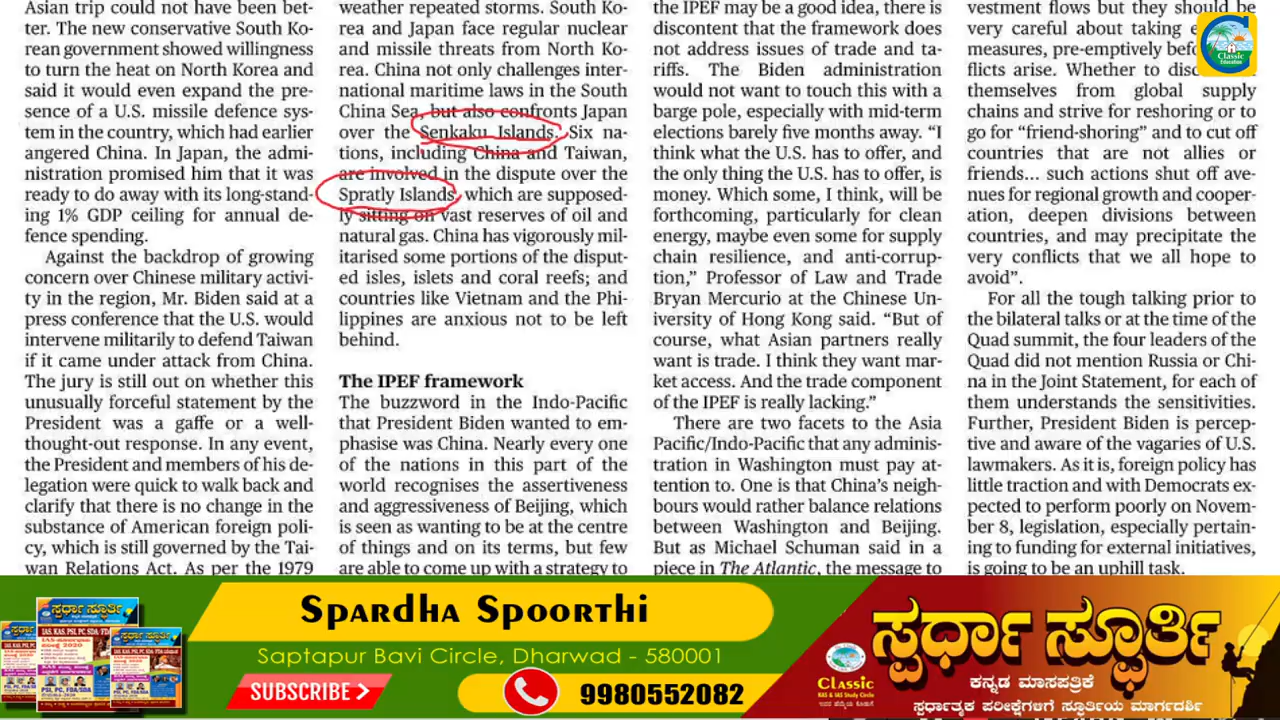 Asian trip could not have been bet-
ter. The new conservative South Ko-
rean government showed willingness
to turn the heat on North Korea and
said it would even expand the pre-
sence of a U.S. missile defence sys-
tem in the country, which had earlier
angered China. In Japan, the admi-
nistration promised him that it was
ready to do away with its long-stand-
ing 1% GDP ceiling for annual de-
fence spending.
Against the backdrop of growing
concern over Chinese military activi-
ty in the region, Mr. Biden said at a
press conference that the U.S. would
intervene militarily to defend Taiwan
if it came under attack from China.
The jury is still out on whether this
unusually forceful statement by the
President was a gaffe or a well-
thought-out response. In any event,
the President and members of his de-
legation were quick to walk back and
clarify that there is no change in the
substance of American foreign poli-
cy, which is still governed by the Tai-
wan Relations Act. As per the 1979
weather repeated storms. South Ko-
rea and Japan face regular nuclear
and missile threats from North Ko-
rea. China not only challenges inter-
national maritime laws in the South
China Sea, but also confronts Japan
over the Senkaku Islands. Six na-
tions, including China and Taiwan,
are involved in the dispute over the
Spratly Islands, which are supposed-
ly sitting on vast reserves of oil and
natural gas. China has vigorously mil-
itarised some portions of the disput-
ed isles, islets and coral reefs; and
countries like Vietnam and the Phi-
lippines are anxious not to be left
behind.
The IPEF framework
The buzzword in the Indo-Pacific
that President Biden wanted to em-
phasise was China. Nearly every one
of the nations in this part of the
world recognises the assertiveness
and aggressiveness of Beijing, which
is seen as wanting to be at the centre
of things and on its terms, but few
are able to come up with a strategy to
the IPEF may be a good idea, there is
discontent that the framework does
not address issues of trade and ta-
riffs. The Biden administration
would not want to touch this with a
barge pole, especially with mid-term
elections barely five months away. “I
think what the U.S. has to offer, and
the only thing the U.S. has to offer, is
money. Which some, I think, will be
forthcoming, particularly for clean
energy, maybe even some for supply
chain resilience, and anti-corrup-
tion,” Professor of Law and Trade
Bryan Mercurio at the Chinese Un-
iversity of Hong Kong said. “But of
course, what Asian partners really
want is trade. I think they want mar-
ket access. And the trade component
of the IPEF is really lacking.”
There are two facets to the Asia
Pacific/Indo-Pacific that any adminis-
tration in Washington must pay at-
tention to. One is that China’s neigh-
bours would rather balance relations
between Washington and Beijing.
But as Michael Schuman said in a
piece in The Atlantic, the message to
vestment flows but they should be
very careful about taking
measures, pre-emptively
flicts arise. Whether to
themselves from global supply
chains and strive for reshoring or to
go for “friend-shoring” and to cut off
countries that are not allies or
friends... such actions shut off ave-
nues for regional growth and cooper-
ation, deepen divisions between
countries, and may precipitate the
very conflicts that we all hope to
avoid”.
For all the tough talking prior to
the bilateral talks or at the time of the
Quad summit, the four leaders of the
Quad did not mention Russia or Chi-
na in the Joint Statement, for each of
them understands the sensitivities.
Further, President Biden is percep-
tive and aware of the vagaries of U.S.
lawmakers. As it is, foreign policy has
little traction and with Democrats ex-
pected to perform poorly on Novem-
ber 8, legislation, especially pertain-
ing to funding for external initiatives,
is going to be an uphill task.
Classic
Education
Spardha Spoorthi
Saptapur Bavi Circle, Dharwad - 580001
SUBSCRIBE
9980552082
ಸ್ಪರ್ಧಾ ಸ್ಫೂರ್ತಿ
Classic
KAS & IAS Study Circle
ಸ್ಪರ್ಧಾ ಸ್ಫೂರ್ತಿ
ಕನ್ನಡ ಮಾಸಪತ್ರಿಕೆ
ಸ್ಪರ್ಧಾತ್ಮಕ ಪರೀಕ್ಷೆಗಳಿಗೆ ಸ್ಫೂರ್ತಿಯ ಮಾರ್ಗದರ್ಶಿ